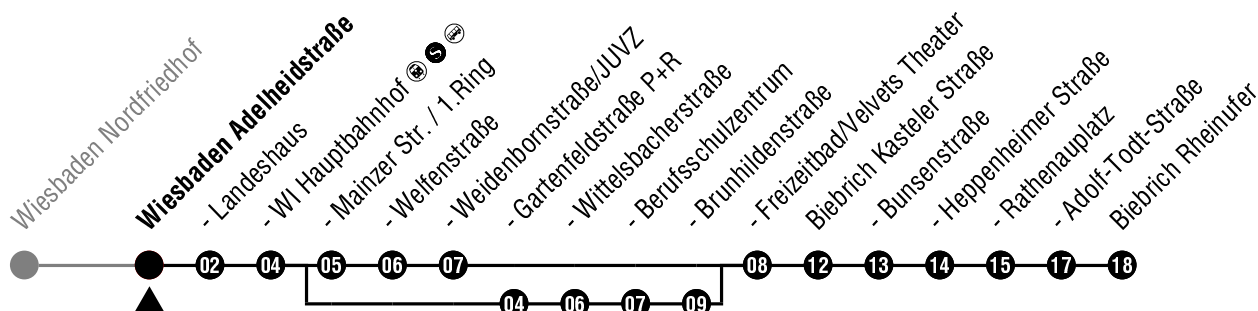 Wiesbaden Nordfriedhof
Wiesbaden Adelheidstraße
- Landeshaus
- WI Hauptbahnhof S
- Mainzer Str. / 1.Ring
- Welfenstraße
- Weidenbornstraße/JUVZ
- Gartenfeldstraße P+R
- Wittelsbacherstraße
- Berufsschulzentrum
- Brunhildenstraße
- Freizeitbad/Velvets Theater
Biebrich Kasteler Straße
- Bunsenstraße
- Heppenheimer Straße
- Rathenauplatz
- Adolf-Todt-Straße
Biebrich Rheinufer
02 04 05 06 07 08 12 13 14 15 17 18
04 06 07 09